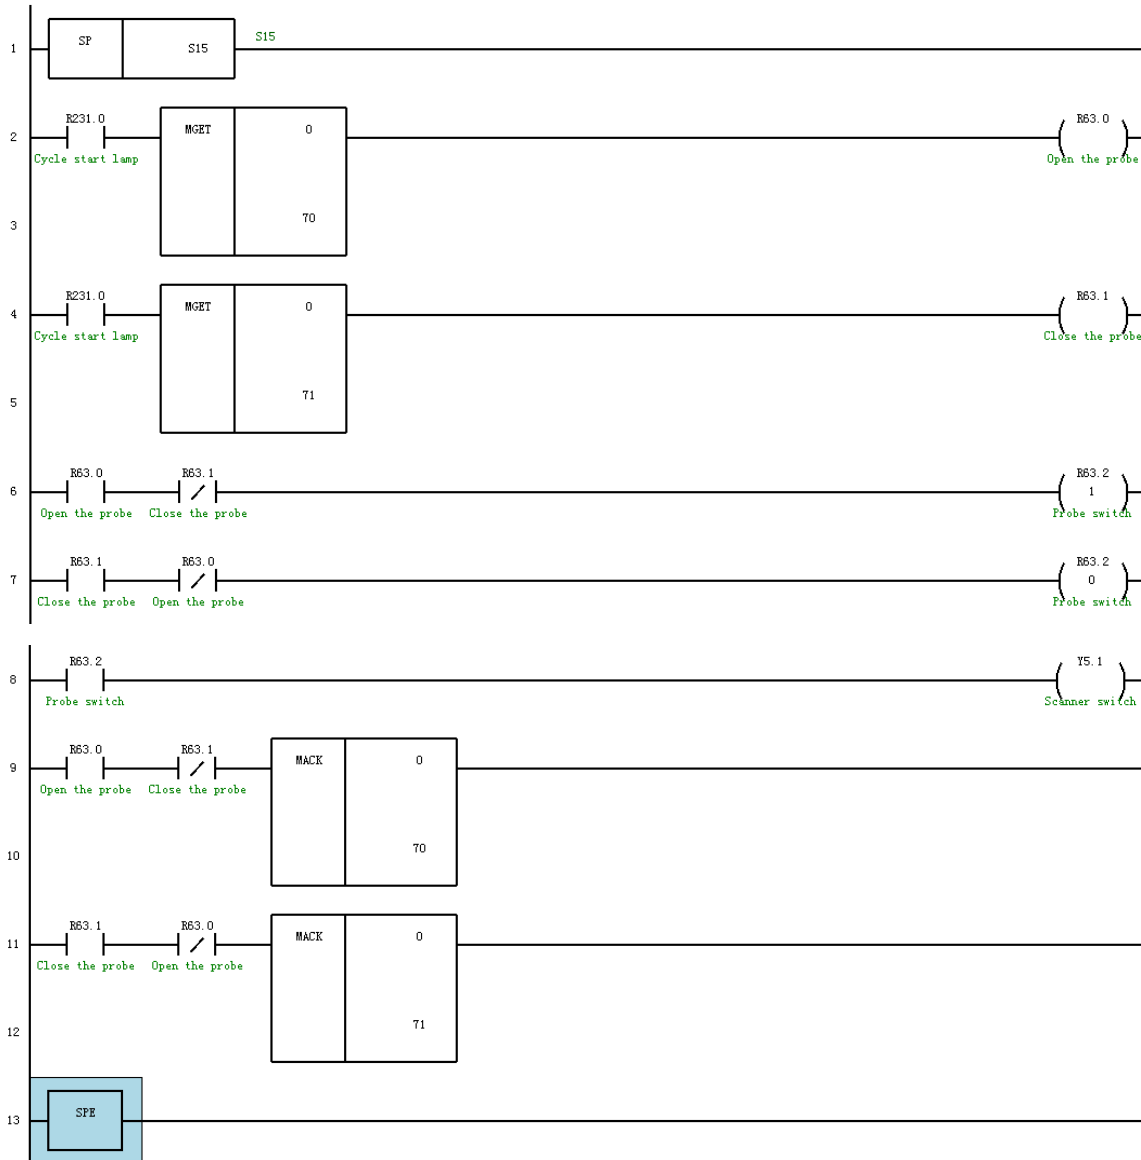 S15
1 SP S15
R231.0
2 MGET 0 R63.0
Cycle start lamp Open the probe
3 70
R231.0
4 MGET 0 R63.1
Cycle start lamp Close the probe
5 71
R63.0 R63.1 R63.2
6 1
Open the probe Close the probe Probe switch
R63.1 R63.0 R63.2
7 0
Close the probe Open the probe Probe switch
R63.2 Y5.1
8
Probe switch Scanner switch
R63.0 R63.1
9 MACK 0
Open the probe Close the probe
10 70
R63.1 R63.0
11 MACK 0
Close the probe Open the probe
12 71
13 SPE